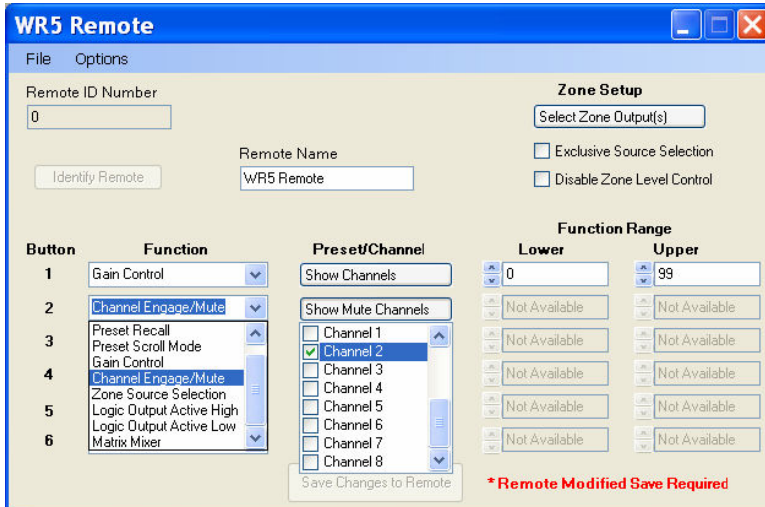 WR5 Remote
File Options
Remote ID Number
0
Zone Setup
Select Zone Output(s)
Identify Remote
Remote Name
WR5 Remote
Exclusive Source Selection
Disable Zone Level Control
Function Range
Button Function Preset/Channel Lower Upper
1 Gain Control Show Channels 0 99
2 Channel Engage/Mute Show Mute Channels Not Available Not Available
3 Not Available Not Available
4 Not Available Not Available
5 Not Available Not Available
6 Not Available Not Available
Preset Recall
Preset Scroll Mode
Gain Control
Channel Engage/Mute
Zone Source Selection
Logic Output Active High
Logic Output Active Low
Matrix Mixer
Channel 1
Channel 2
Channel 3
Channel 4
Channel 5
Channel 6
Channel 7
Channel 8
Save Changes to Remote
* Remote Modified Save Required